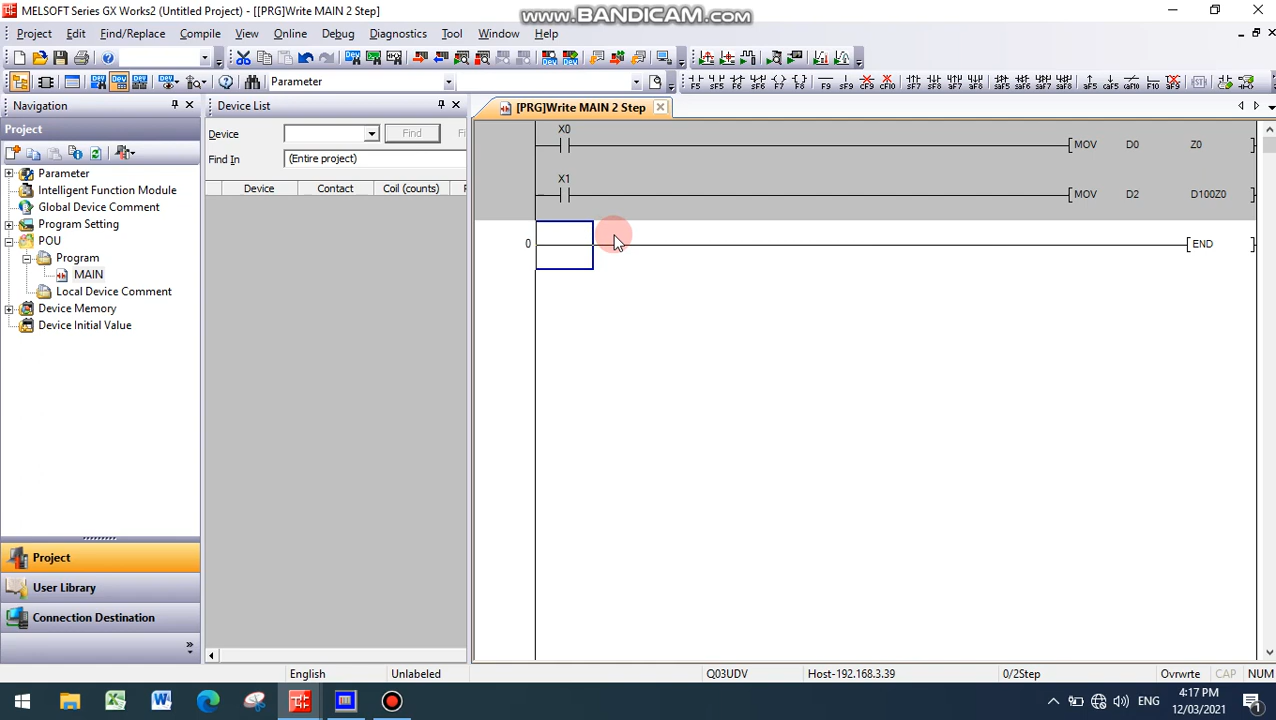 MELSOFT Series GX Works2 (Untitled Project) - [[PRG]Write MAIN 2 Step]
www.BANDICAM.com
Project Edit Find/Replace Compile View Online Debug Diagnostics Tool Window Help
Parameter
Navigation
Device List
[PRG]Write MAIN 2 Step
Project
Device
Find
Find In
(Entire project)
Device
Contact
Coil (counts)
Parameter
Intelligent Function Module
Global Device Comment
Program Setting
POU
Program
MAIN
Local Device Comment
Device Memory
Device Initial Value
X0
MOV D0 Z0
X1
MOV D2 D100Z0
0
END
Project
User Library
Connection Destination
English
Unlabeled
Q03UDV
Host-192.168.3.39
0/2Step
Ovrwrte
CAP
NUM
ENG
4:17 PM
12/03/2021
1